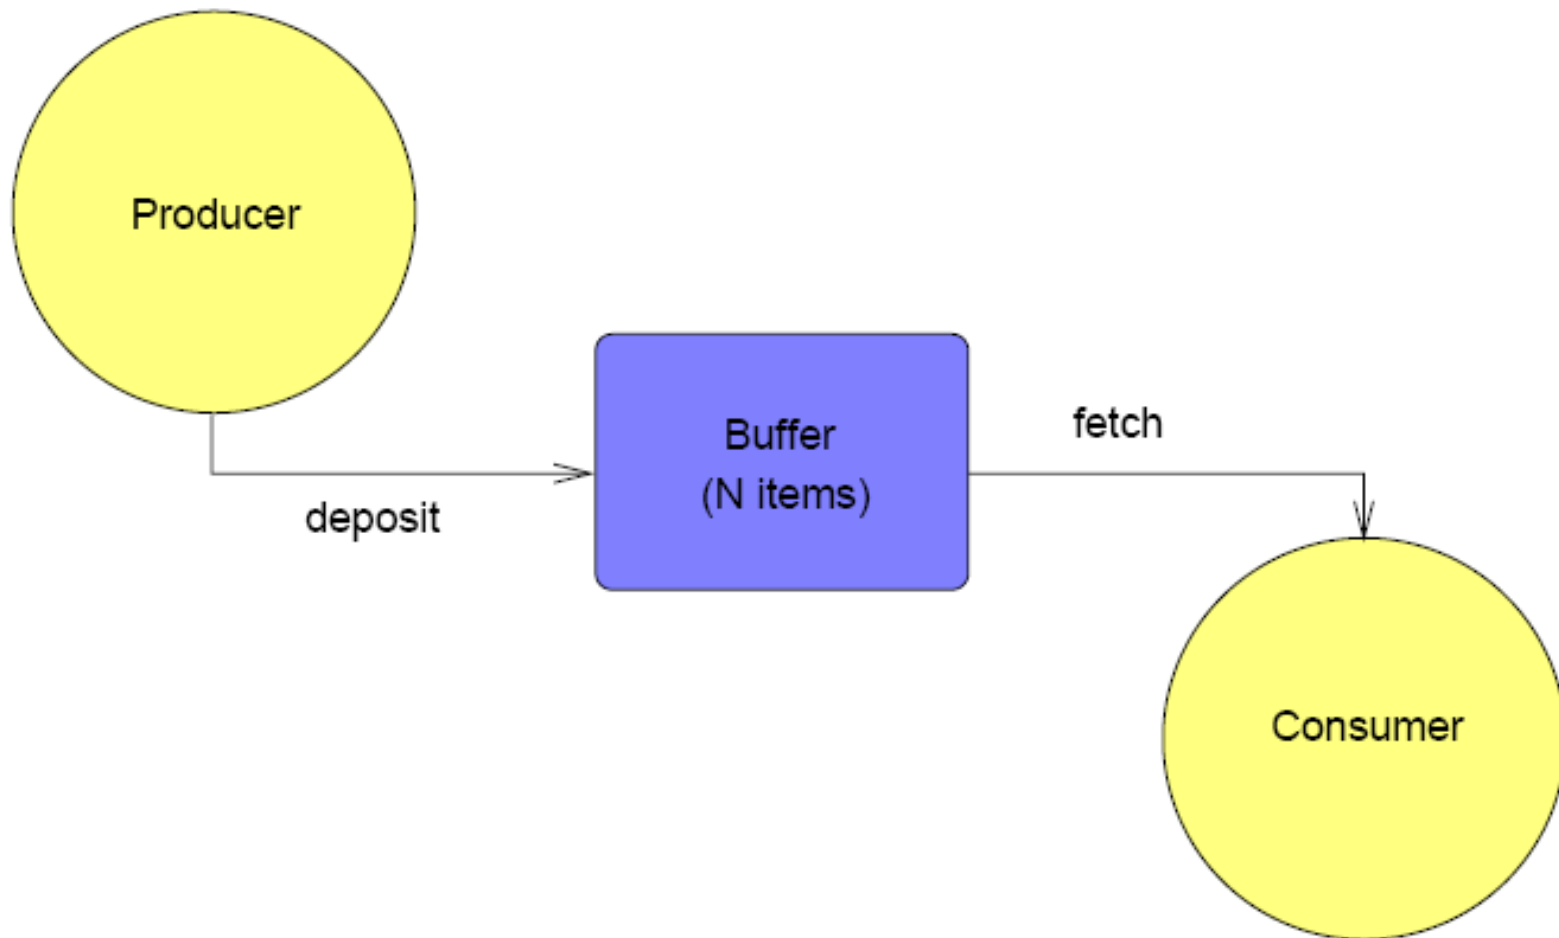 Producer
deposit
Buffer
(N items)
fetch
Consumer